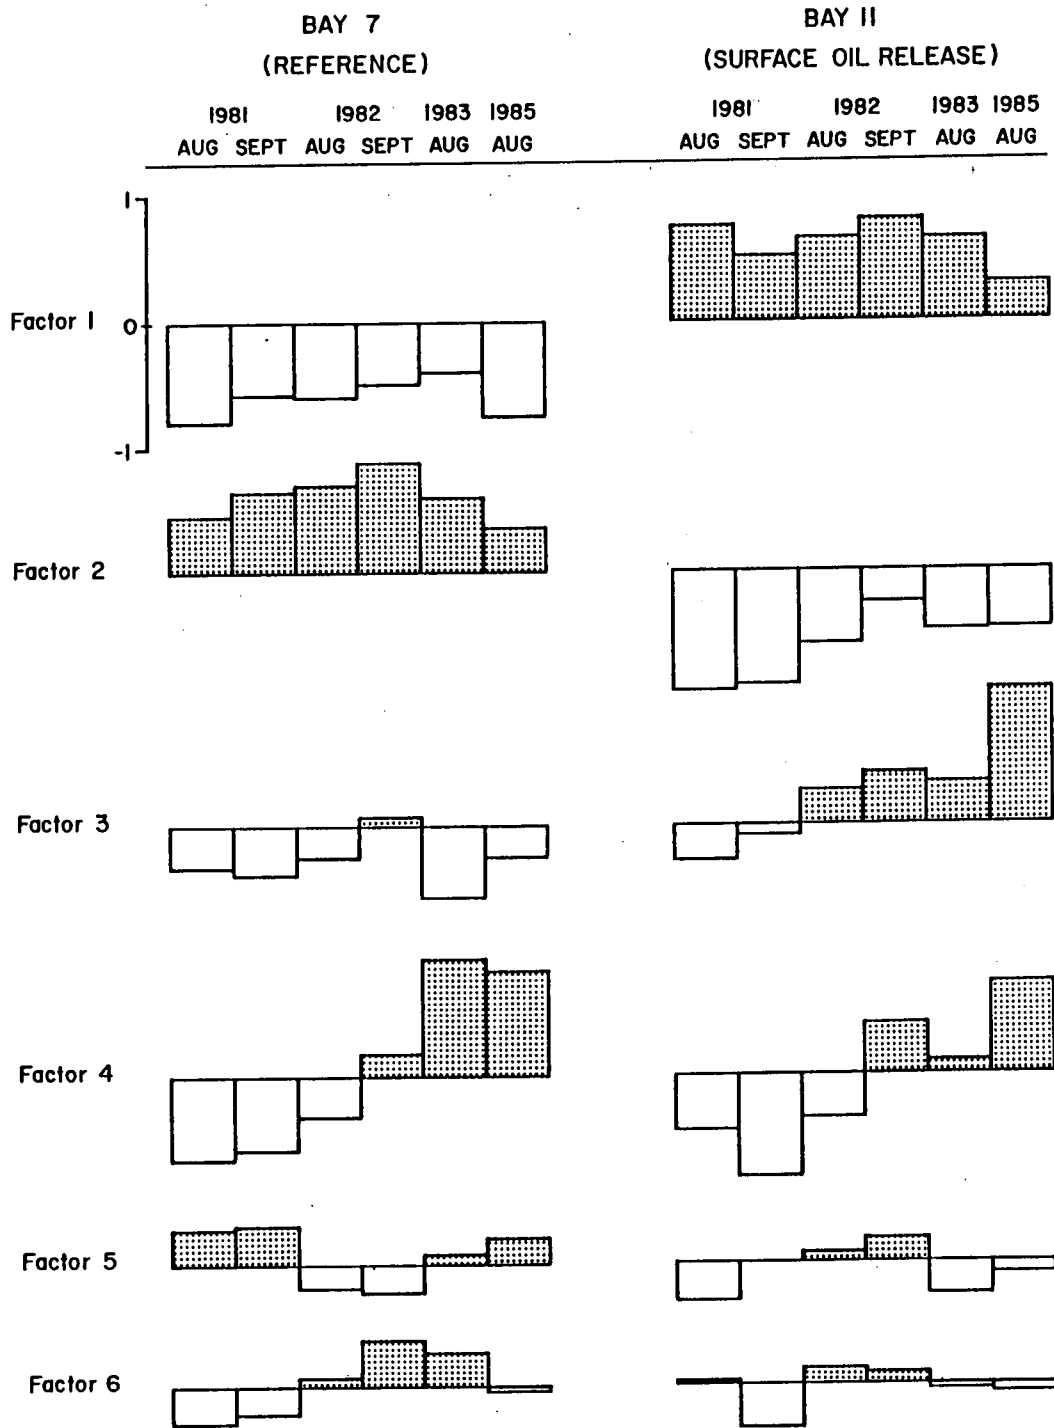 BAY 7
(REFERENCE)
BAY 11
(SURFACE OIL RELEASE)
1981 1982 1983 1985
AUG SEPT AUG SEPT AUG AUG
1981 1982 1983 1985
AUG SEPT AUG SEPT AUG AUG
1
Factor 1 0
-1
Factor 2
Factor 3
Factor 4
Factor 5
Factor 6